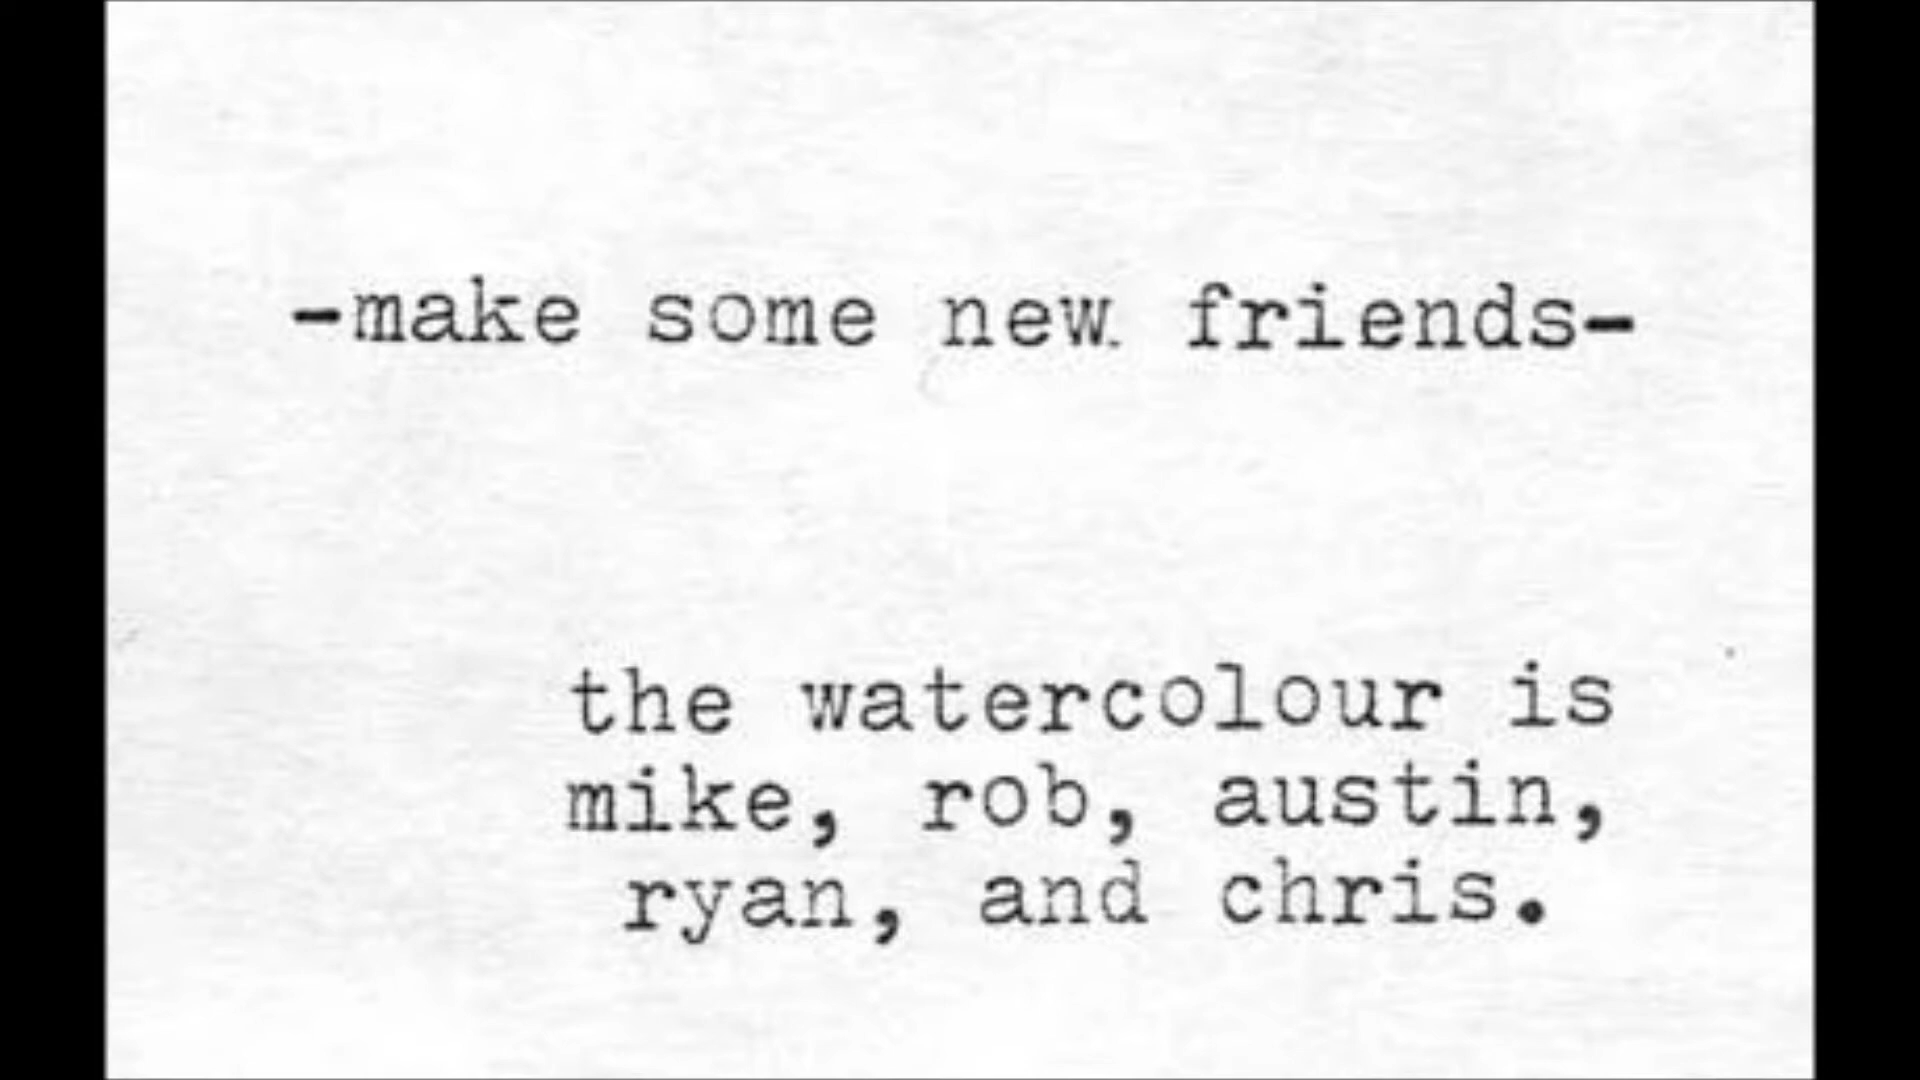 -make some new friends-
the watercolour is
mike, rob, austin,
ryan, and chris.